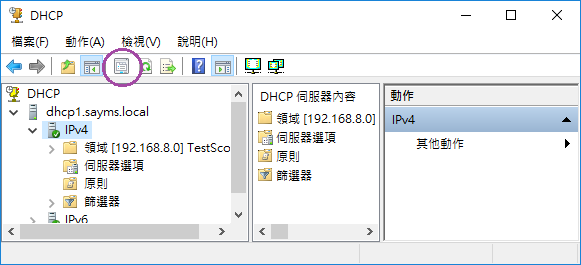 DHCP
檔案(F) 動作(A) 檢視(V) 說明(H)
DHCP
dhcp1.sayms.local
IPv4
領域 [192.168.8.0] TestSco
伺服器選項
原則
篩選器
IPv6
DHCP 伺服器內容
領域 [192.168.8.0]
伺服器選項
原則
篩選器
動作
IPv4
其他動作